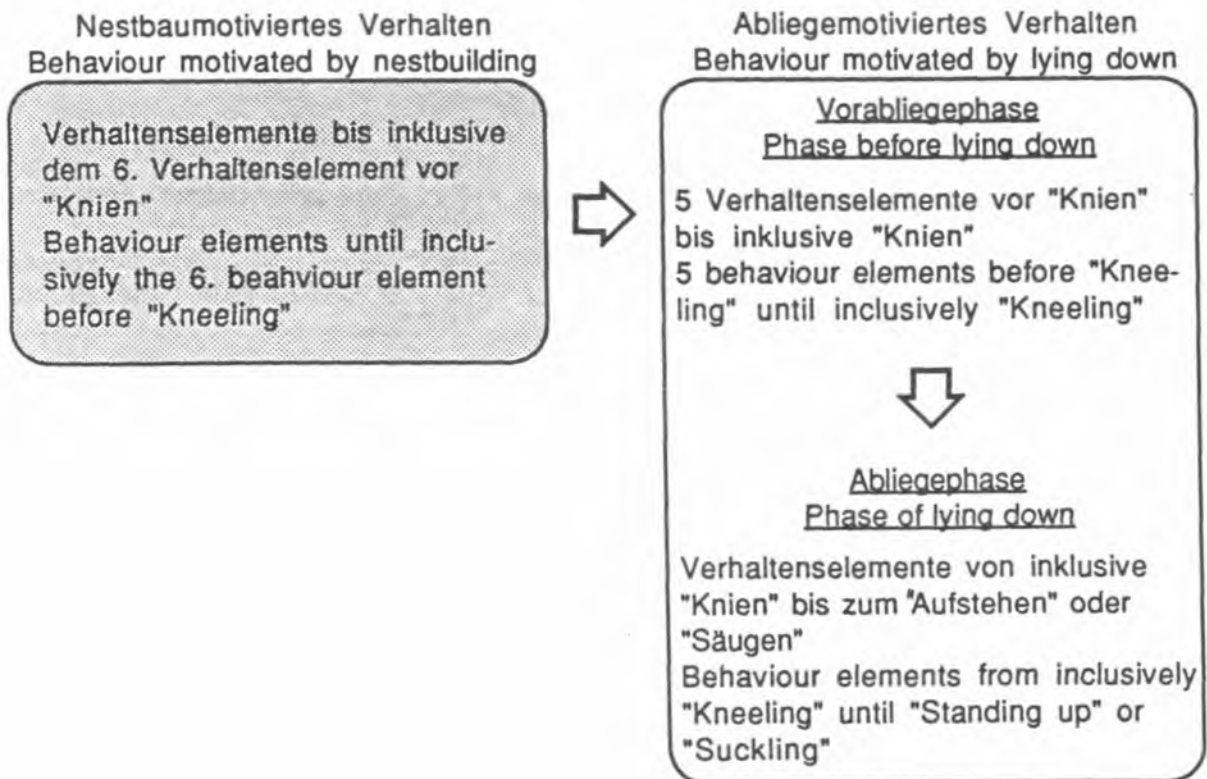 Nestbaumotiviertes Verhalten
Behaviour motivated by nestbuilding
Verhaltenselemente bis inklusive
dem 6. Verhaltenselement vor
"Knien"
Behaviour elements until inclu-
sively the 6. beahviour element
before "Kneeling"
Abliegemotiviertes Verhalten
Behaviour motivated by lying down
Vorabliegephase
Phase before lying down
5 Verhaltenselemente vor "Knien"
bis inklusive "Knien"
5 behaviour elements before "Knee-
ling" until inclusively "Kneeling"
Abliegephase
Phase of lying down
Verhaltenselemente von inklusive
"Knien" bis zum "Aufstehen" oder
"Säugen"
Behaviour elements from inclusively
"Kneeling" until "Standing up" or
"Suckling"